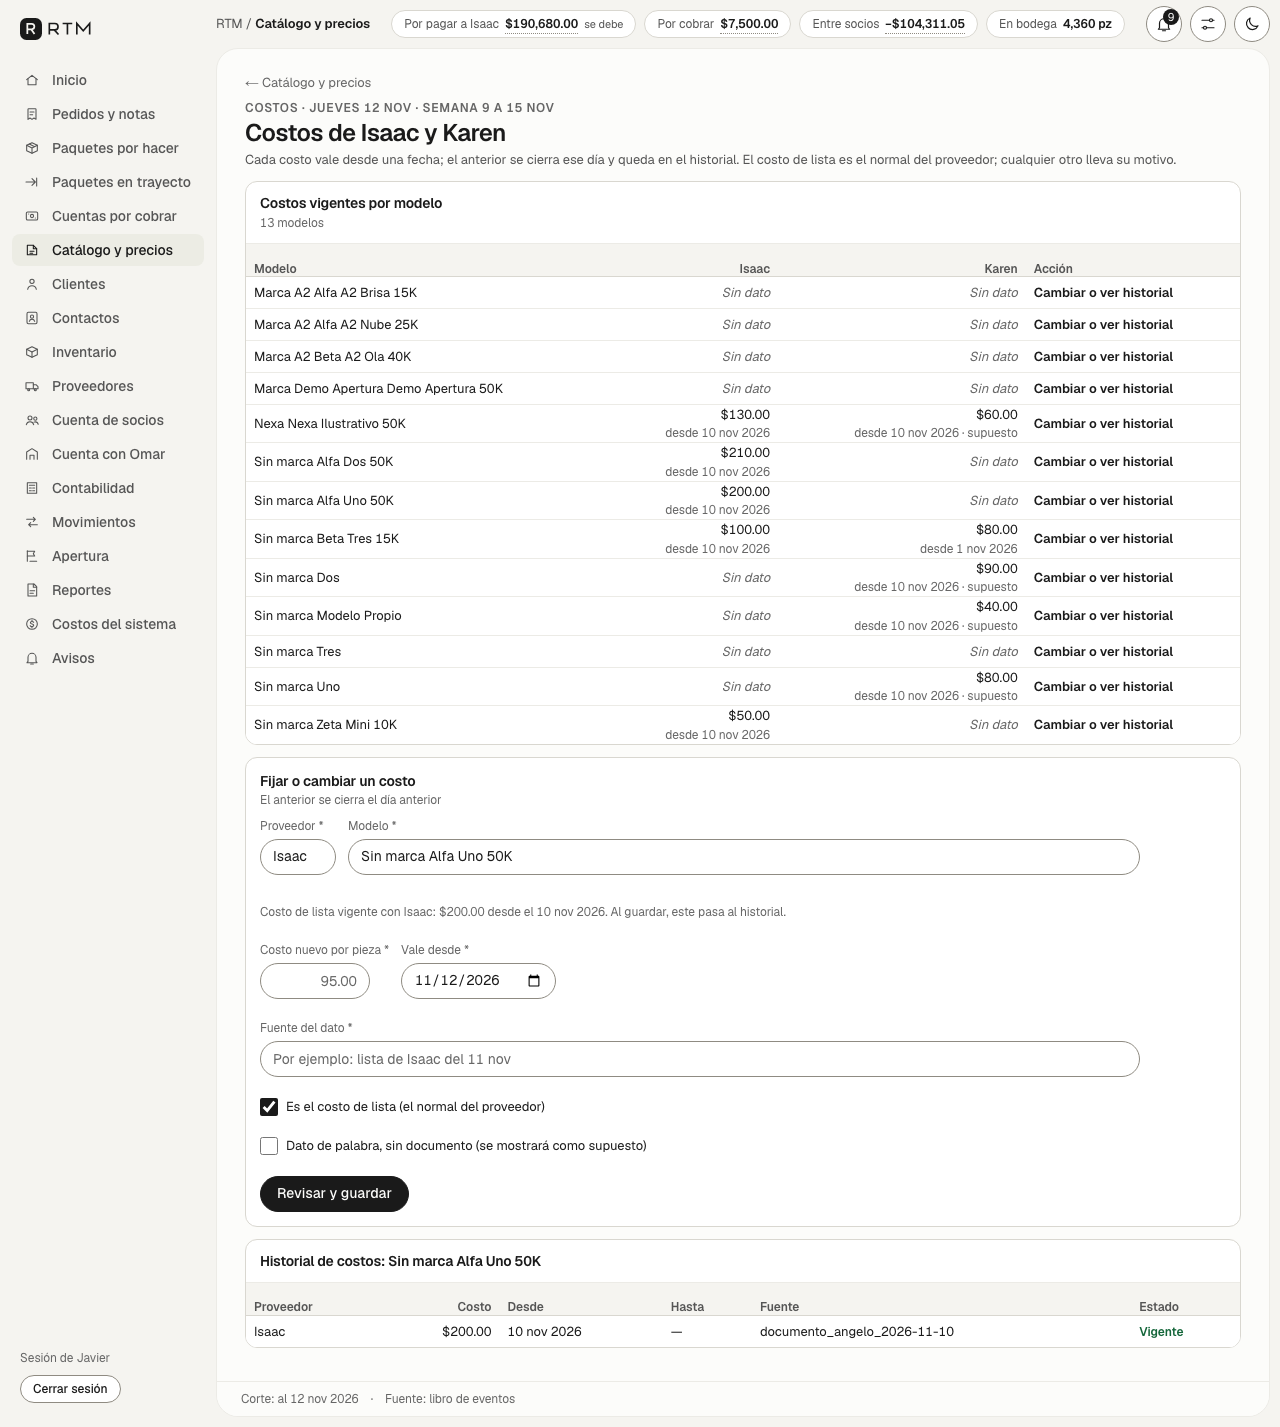 R RTM
RTM / Catálogo y precios
Por pagar a Isaac $190,680.00 se debe
Por cobrar $7,500.00
Entre socios −$104,311.05
En bodega 4,360 pz
9
Inicio
Pedidos y notas
Paquetes por hacer
Paquetes en trayecto
Cuentas por cobrar
Catálogo y precios
Clientes
Contactos
Inventario
Proveedores
Cuenta de socios
Cuenta con Omar
Contabilidad
Movimientos
Apertura
Reportes
Costos del sistema
Avisos
Sesión de Javier
Cerrar sesión
← Catálogo y precios
COSTOS · JUEVES 12 NOV · SEMANA 9 A 15 NOV
Costos de Isaac y Karen
Cada costo vale desde una fecha; el anterior se cierra ese día y queda en el historial. El costo de lista es el normal del proveedor; cualquier otro lleva su motivo.
Costos vigentes por modelo
13 modelos
Modelo Isaac Karen Acción
Marca A2 Alfa A2 Brisa 15K Sin dato Sin dato Cambiar o ver historial
Marca A2 Alfa A2 Nube 25K Sin dato Sin dato Cambiar o ver historial
Marca A2 Beta A2 Ola 40K Sin dato Sin dato Cambiar o ver historial
Marca Demo Apertura Demo Apertura 50K Sin dato Sin dato Cambiar o ver historial
Nexa Nexa Ilustrativo 50K $130.00 $60.00 Cambiar o ver historial
desde 10 nov 2026 desde 10 nov 2026 · supuesto
Sin marca Alfa Dos 50K $210.00 Sin dato Cambiar o ver historial
desde 10 nov 2026
Sin marca Alfa Uno 50K $200.00 Sin dato Cambiar o ver historial
desde 10 nov 2026
Sin marca Beta Tres 15K $100.00 $80.00 Cambiar o ver historial
desde 10 nov 2026 desde 1 nov 2026
Sin marca Dos Sin dato $90.00 Cambiar o ver historial
desde 10 nov 2026 · supuesto
Sin marca Modelo Propio Sin dato $40.00 Cambiar o ver historial
desde 10 nov 2026 · supuesto
Sin marca Tres Sin dato Sin dato Cambiar o ver historial
Sin marca Uno Sin dato $80.00 Cambiar o ver historial
desde 10 nov 2026 · supuesto
Sin marca Zeta Mini 10K $50.00 Sin dato Cambiar o ver historial
desde 10 nov 2026
Fijar o cambiar un costo
El anterior se cierra el día anterior
Proveedor * Modelo *
Isaac Sin marca Alfa Uno 50K
Costo de lista vigente con Isaac: $200.00 desde el 10 nov 2026. Al guardar, este pasa al historial.
Costo nuevo por pieza * Vale desde *
95.00 11/12/2026
Fuente del dato *
Por ejemplo: lista de Isaac del 11 nov
Es el costo de lista (el normal del proveedor)
Dato de palabra, sin documento (se mostrará como supuesto)
Revisar y guardar
Historial de costos: Sin marca Alfa Uno 50K
Proveedor Costo Desde Hasta Fuente Estado
Isaac $200.00 10 nov 2026 — documento_angelo_2026-11-10 Vigente
Corte: al 12 nov 2026 · Fuente: libro de eventos